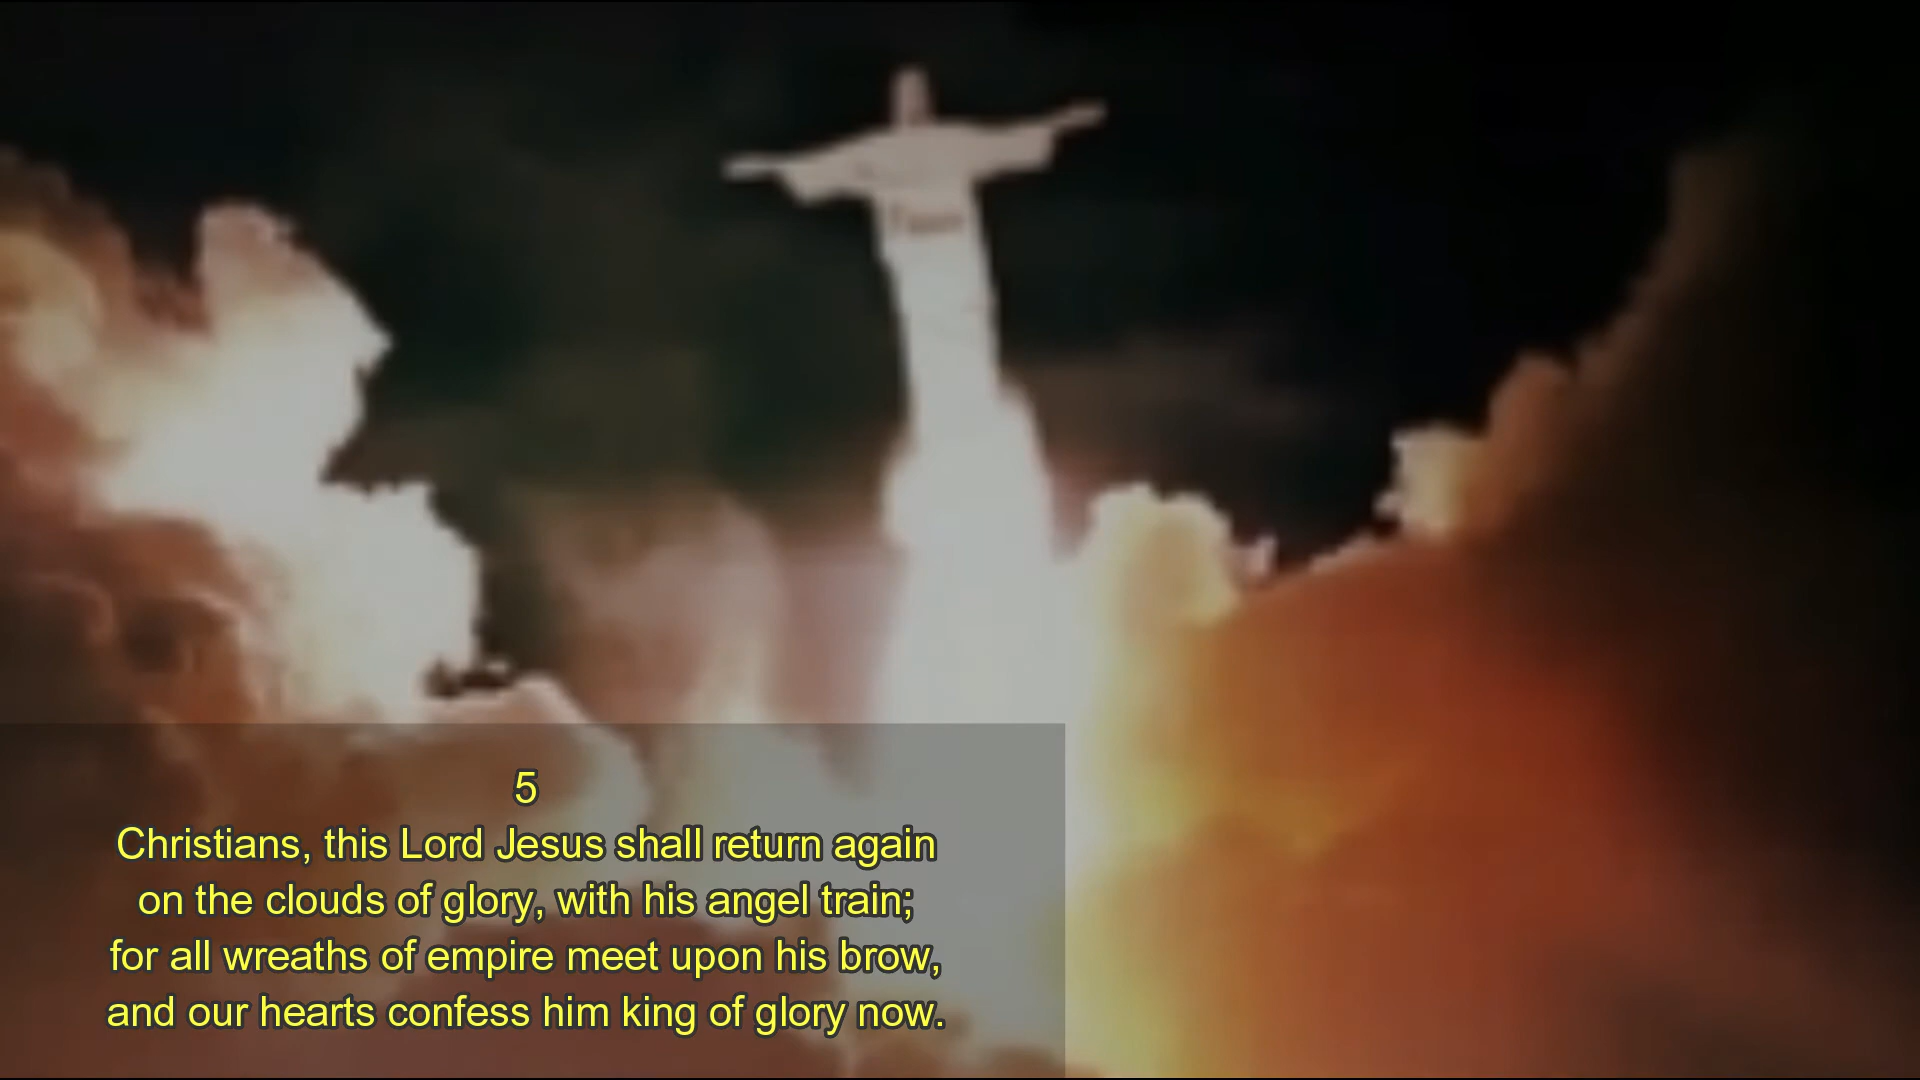 5
Christians, this Lord Jesus shall return again
on the clouds of glory, with his angel train;
for all wreaths of empire meet upon his brow,
and our hearts confess him king of glory now.